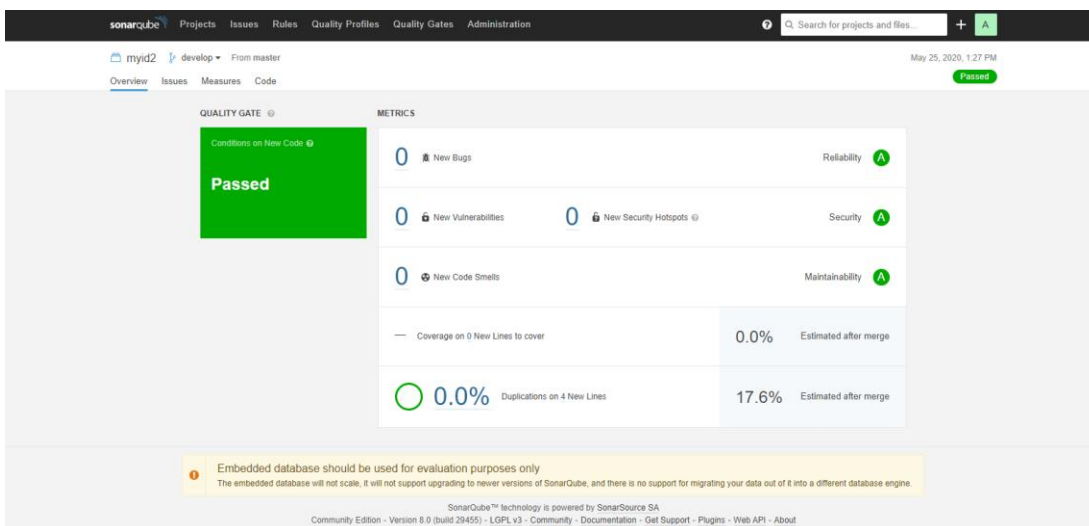 sonarqube Projects Issues Rules Quality Profiles Quality Gates Administration Search for projects and files... + A
myid2 develop From master May 25, 2020, 1:27 PM
Passed
Overview Issues Measures Code
QUALITY GATE METRICS
Conditions on New Code
Passed
0 New Bugs Reliability A
0 New Vulnerabilities 0 New Security Hotspots Security A
0 New Code Smells Maintainability A
— Coverage on 0 New Lines to cover 0.0% Estimated after merge
0.0% Duplications on 4 New Lines 17.6% Estimated after merge
Embedded database should be used for evaluation purposes only
The embedded database will not scale, it will not support upgrading to newer versions of SonarQube, and there is no support for migrating your data out of it into a different database engine.
SonarQube™ technology is powered by SonarSource SA
Community Edition - Version 8.0 (build 29455) - LGPL v3 - Community - Documentation - Get Support - Plugins - Web API - About